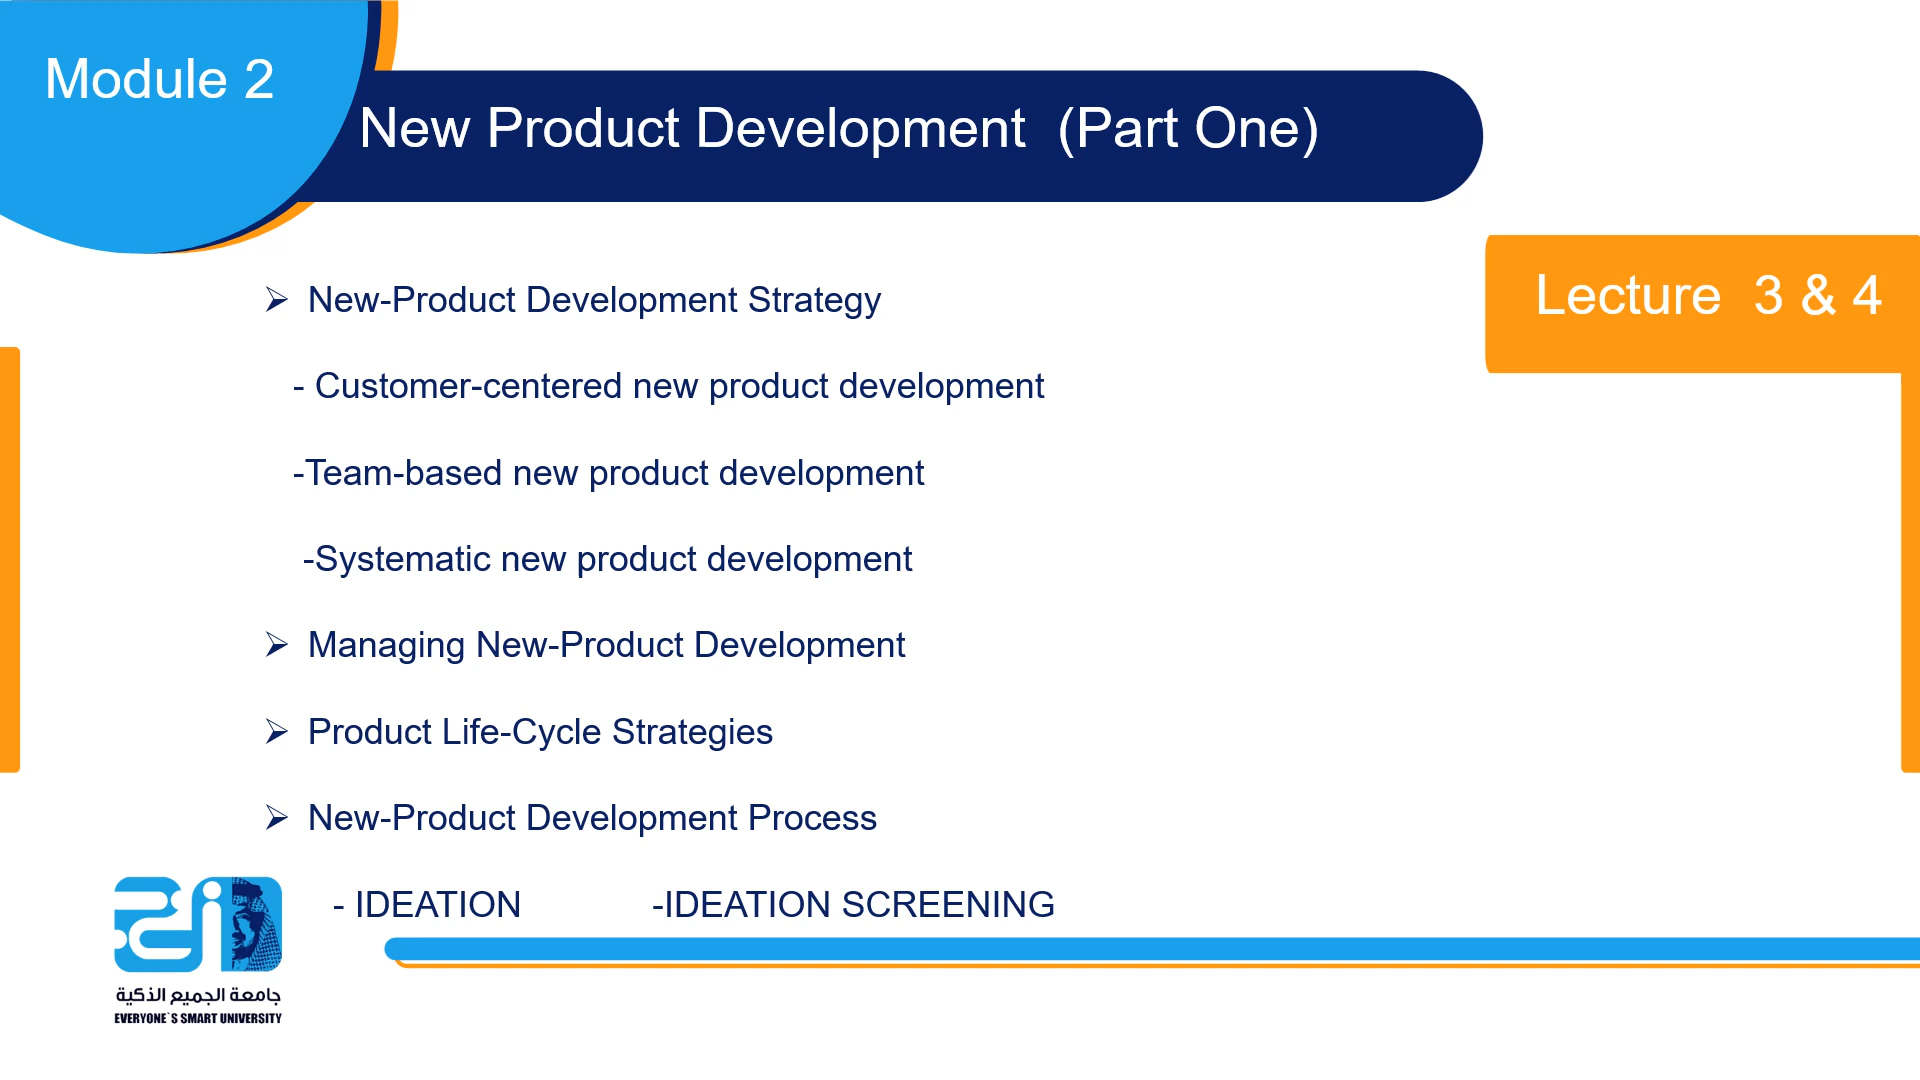 Module 2
New Product Development (Part One)
Lecture 3 & 4
➢ New-Product Development Strategy
- Customer-centered new product development
-Team-based new product development
-Systematic new product development
➢ Managing New-Product Development
➢ Product Life-Cycle Strategies
➢ New-Product Development Process
- IDEATION -IDEATION SCREENING
جامعة الجميع الذكية
EVERYONE`S SMART UNIVERSITY